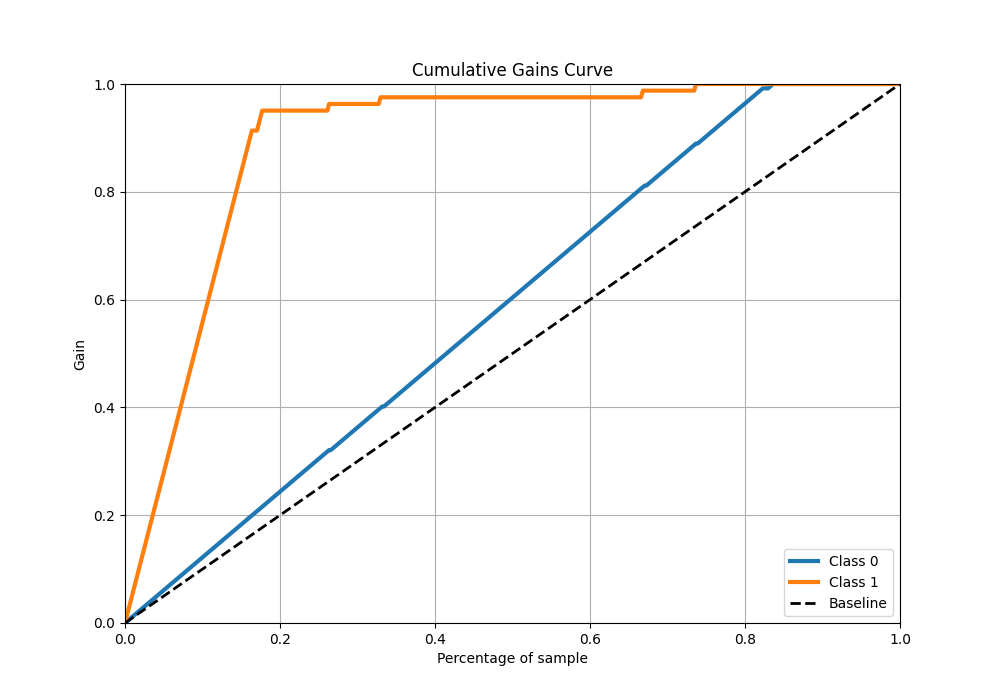 Cumulative Gains Curve
1.0
0.8
0.6
0.4
0.2
0.0
Gain
0.0 0.2 0.4 0.6 0.8 1.0
Percentage of sample
Class 0
Class 1
Baseline